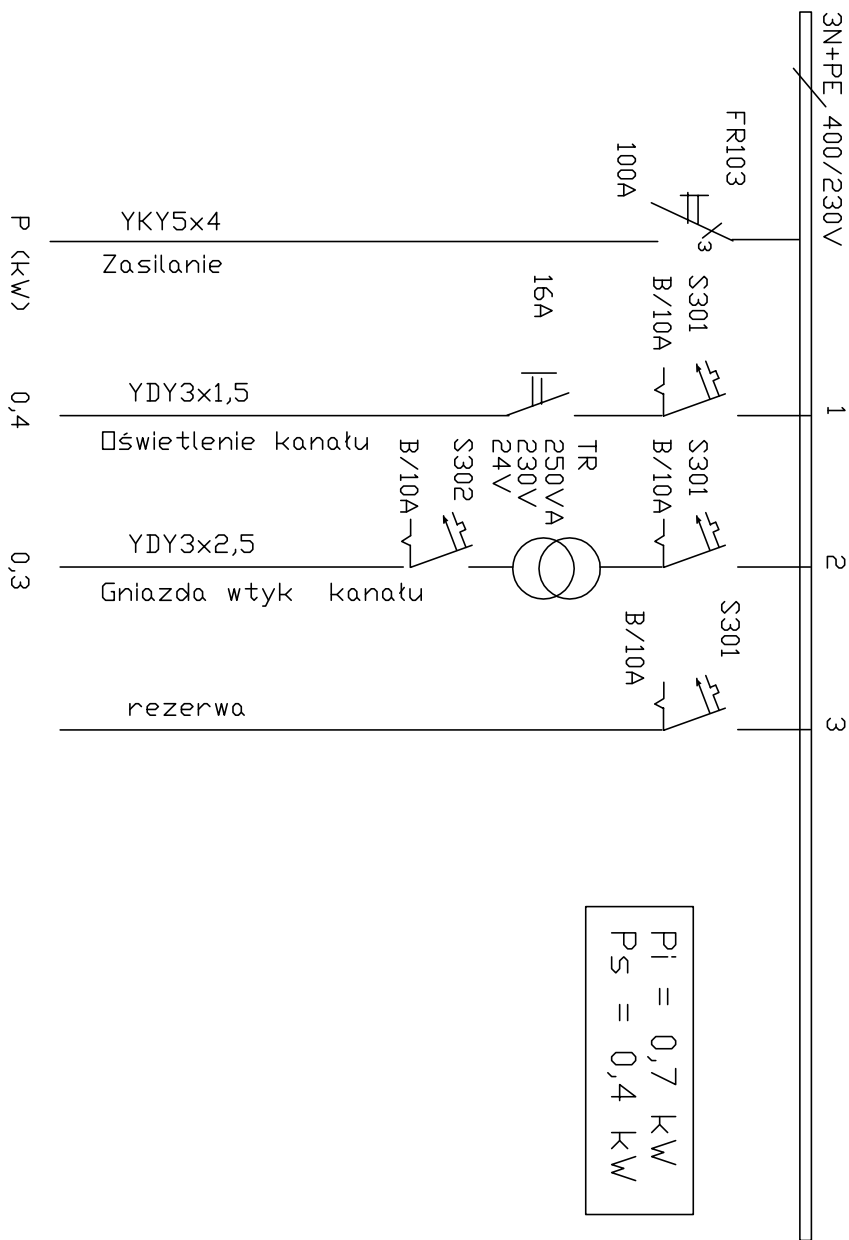 3N+PE 400/230V
FR103
100A
3
YKY5x4
Zasilanie
1
S301
B/10A
16A
YDY3x1,5
Oświetlenie kanału
2
S301
B/10A
TR
250VA
230V
24V
S302
B/10A
YDY3x2,5
Gniazda wtyk kanału
3
S301
B/10A
rezerwa
P (kW)
0,4
0,3
Pi = 0,7 kW
Ps = 0,4 kW